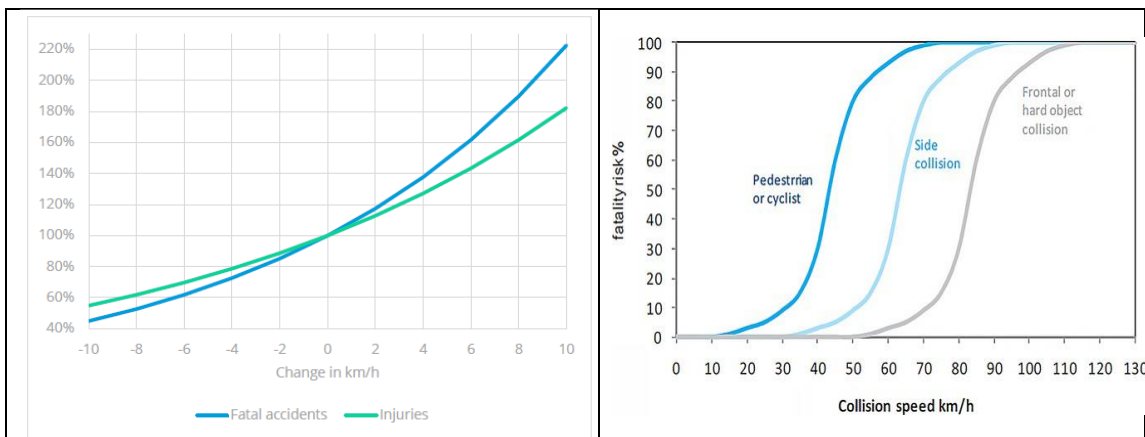 220%
200%
180%
160%
140%
120%
100%
80%
60%
40%
-10 -8 -6 -4 -2 0 2 4 6 8 10
Change in km/h
Fatal accidents Injuries
100
90
80
70
60
50
40
30
20
10
0
fatality risk %
Pedestrrian
or cyclist
Side
collision
Frontal or
hard object
collision
0 10 20 30 40 50 60 70 80 90 100 110 120 130
Collision speed km/h